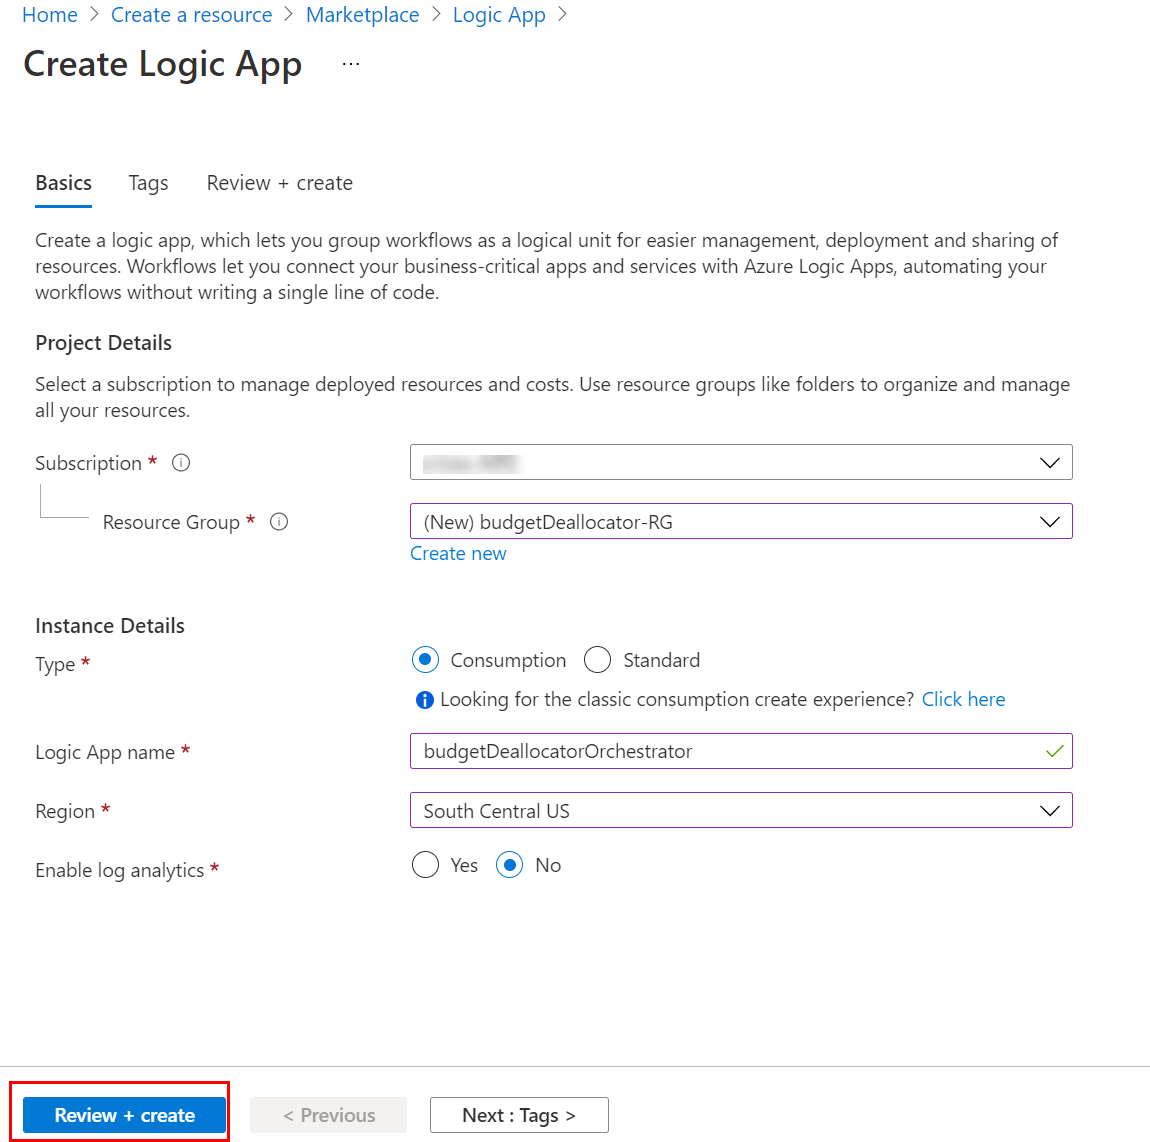 Home > Create a resource > Marketplace > Logic App >
Create Logic App ...
Basics Tags Review + create
Create a logic app, which lets you group workflows as a logical unit for easier management, deployment and sharing of
resources. Workflows let you connect your business-critical apps and services with Azure Logic Apps, automating your
workflows without writing a single line of code.
Project Details
Select a subscription to manage deployed resources and costs. Use resource groups like folders to organize and manage
all your resources.
Subscription *
Resource Group * (New) budgetDeallocator-RG
Create new
Instance Details
Type * Consumption Standard
Looking for the classic consumption create experience? Click here
Logic App name * budgetDeallocatorOrchestrator
Region * South Central US
Enable log analytics * Yes No
Review + create < Previous Next : Tags >